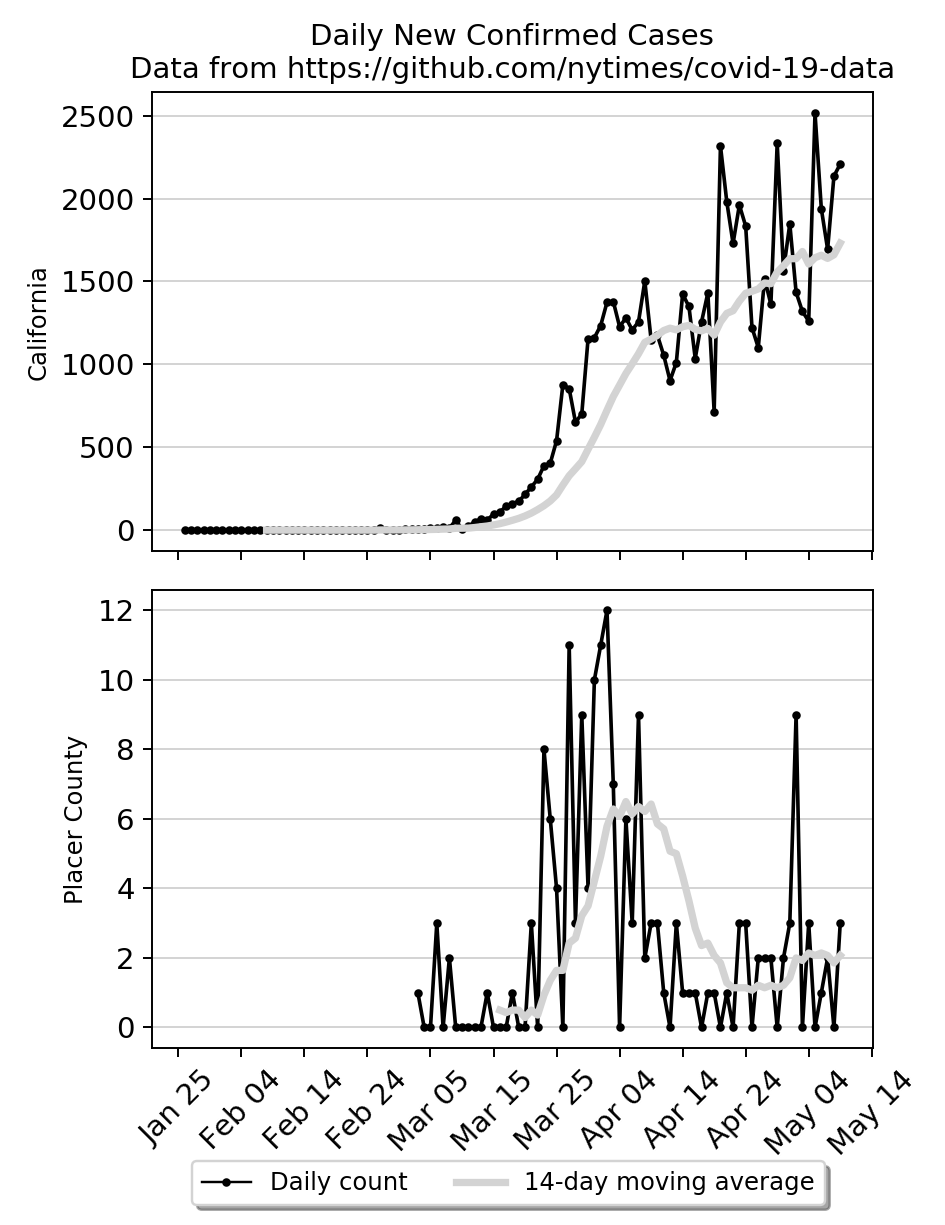 Daily New Confirmed Cases
Data from https://github.com/nytimes/covid-19-data
2500
2000
1500
1000
500
0
California
12
10
8
6
4
2
0
Placer County
Jan 25
Feb 04
Feb 14
Feb 24
Mar 05
Mar 15
Mar 25
Apr 04
Apr 14
Apr 24
May 04
May 14
Daily count
14-day moving average